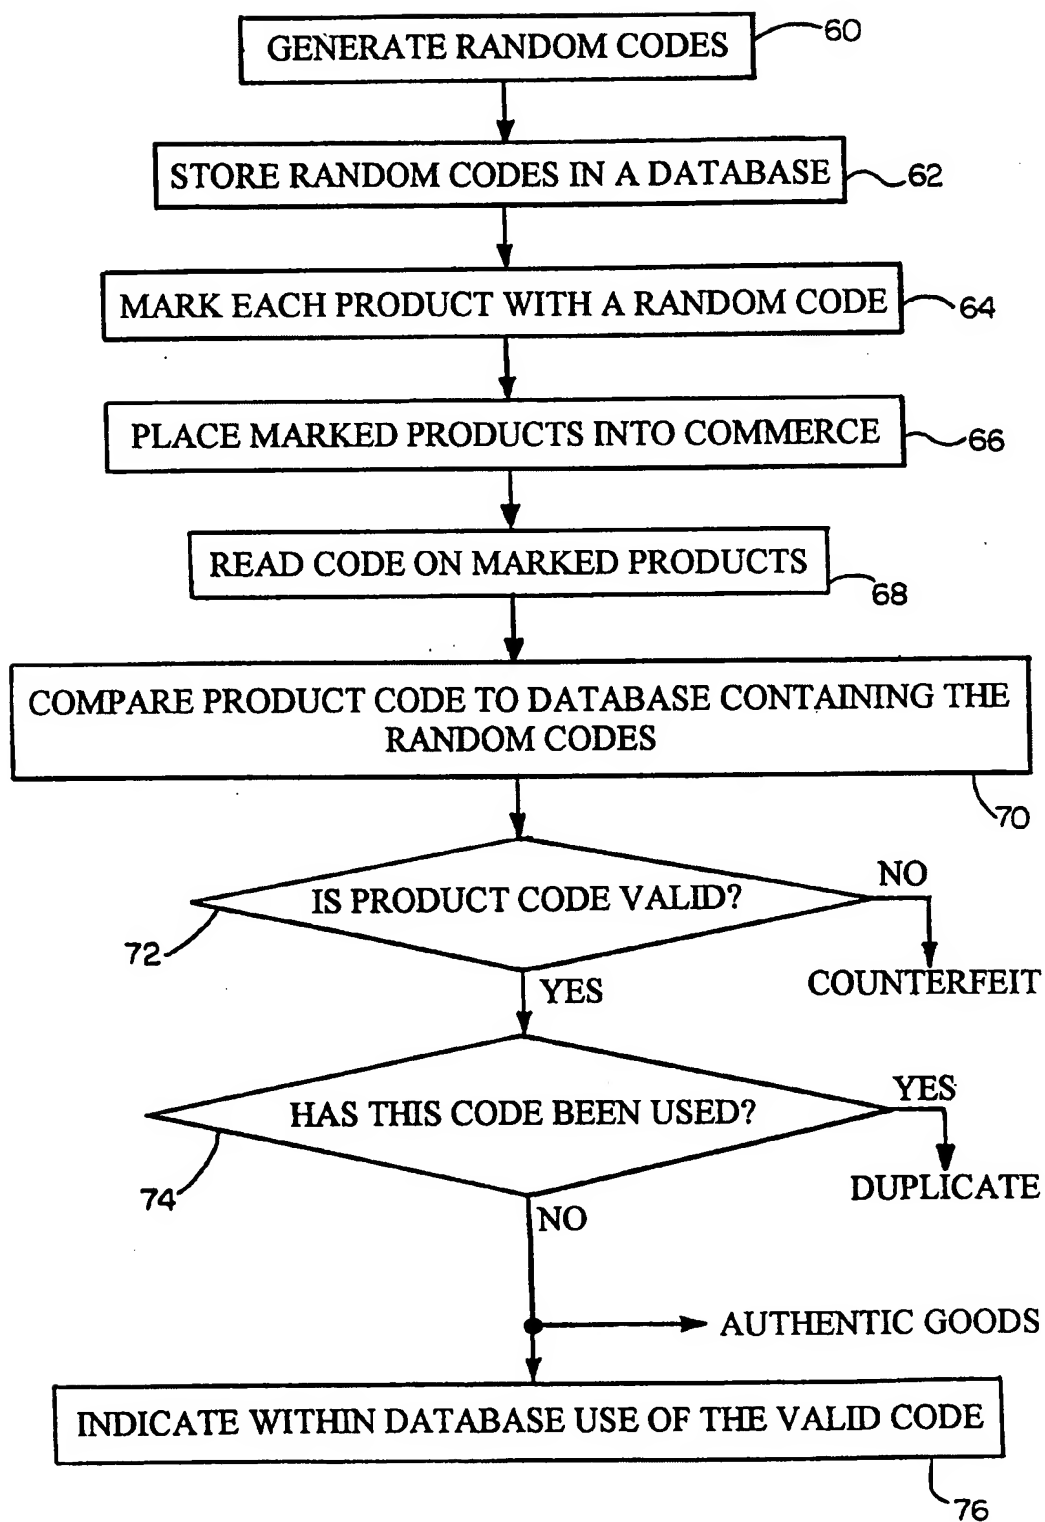 GENERATE RANDOM CODES
60
STORE RANDOM CODES IN A DATABASE
62
MARK EACH PRODUCT WITH A RANDOM CODE
64
PLACE MARKED PRODUCTS INTO COMMERCE
66
READ CODE ON MARKED PRODUCTS
68
COMPARE PRODUCT CODE TO DATABASE CONTAINING THE
RANDOM CODES
70
IS PRODUCT CODE VALID?
NO
72
COUNTERFEIT
YES
HAS THIS CODE BEEN USED?
YES
74
DUPLICATE
NO
AUTHENTIC GOODS
INDICATE WITHIN DATABASE USE OF THE VALID CODE
76